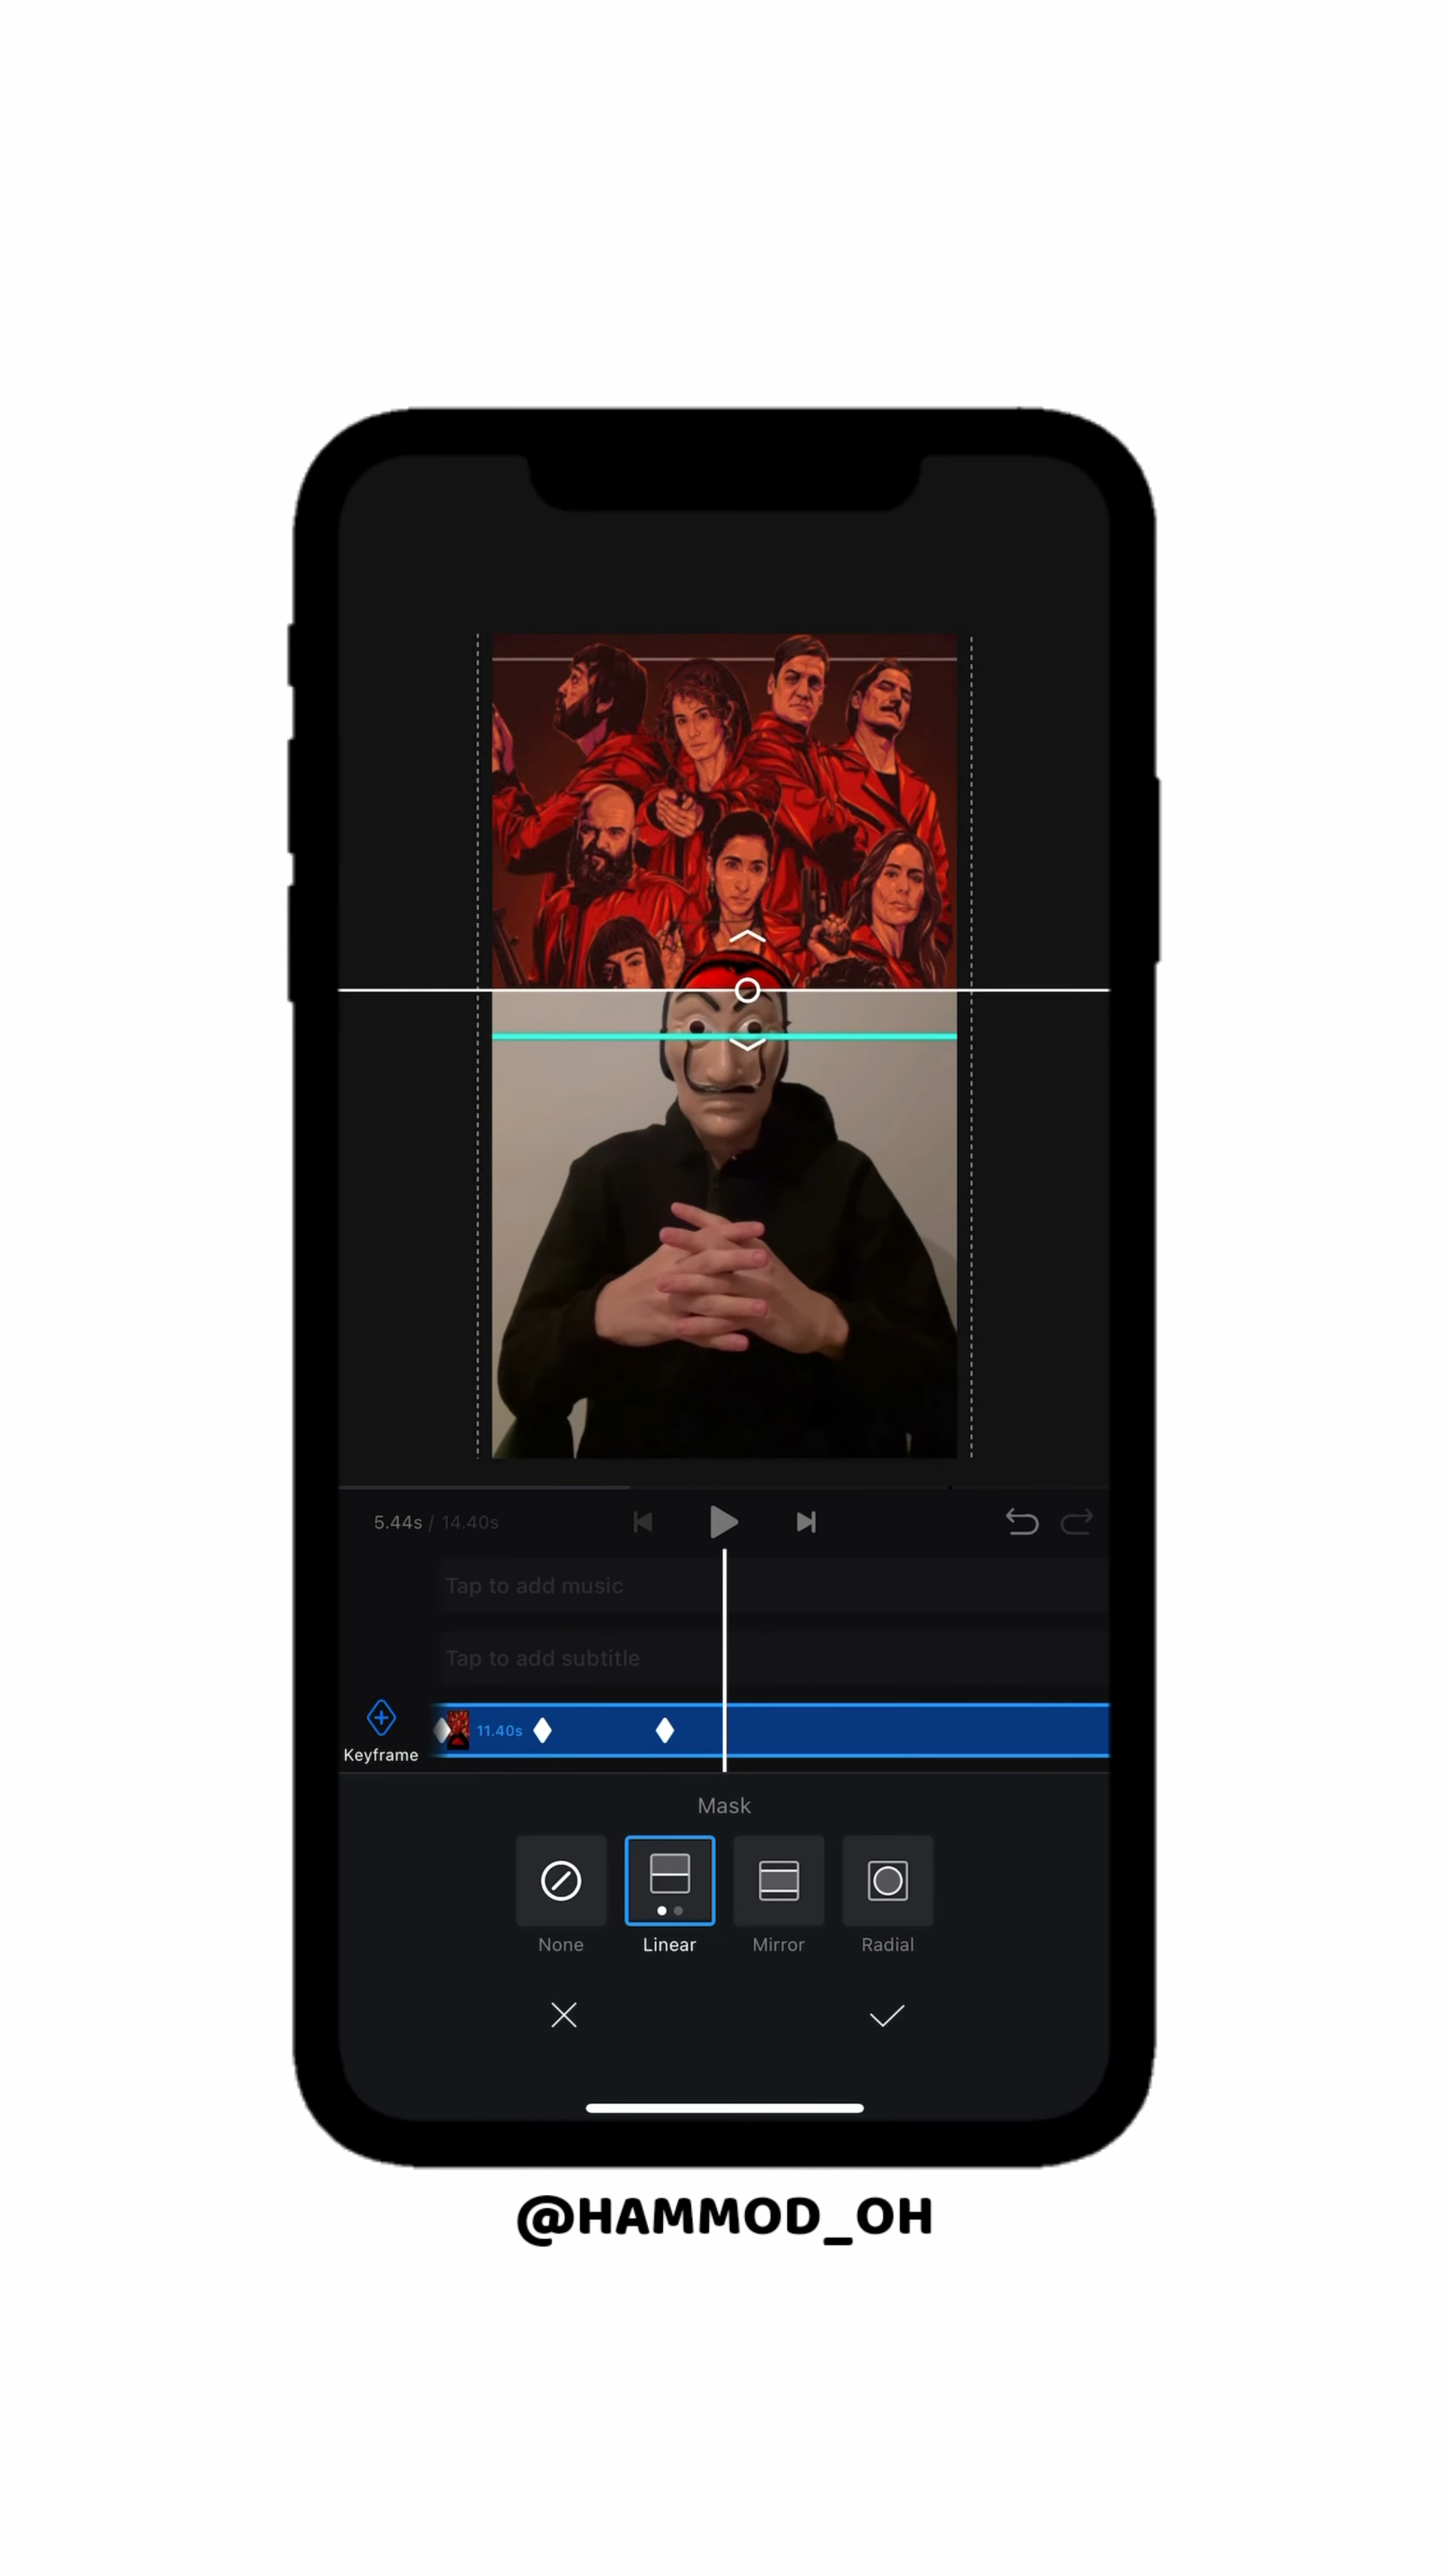 5.44s / 14.40s
Tap to add music
Tap to add subtitle
11.40s
Keyframe
Mask
None
Linear
Mirror
Radial
@HAMMOD_OH